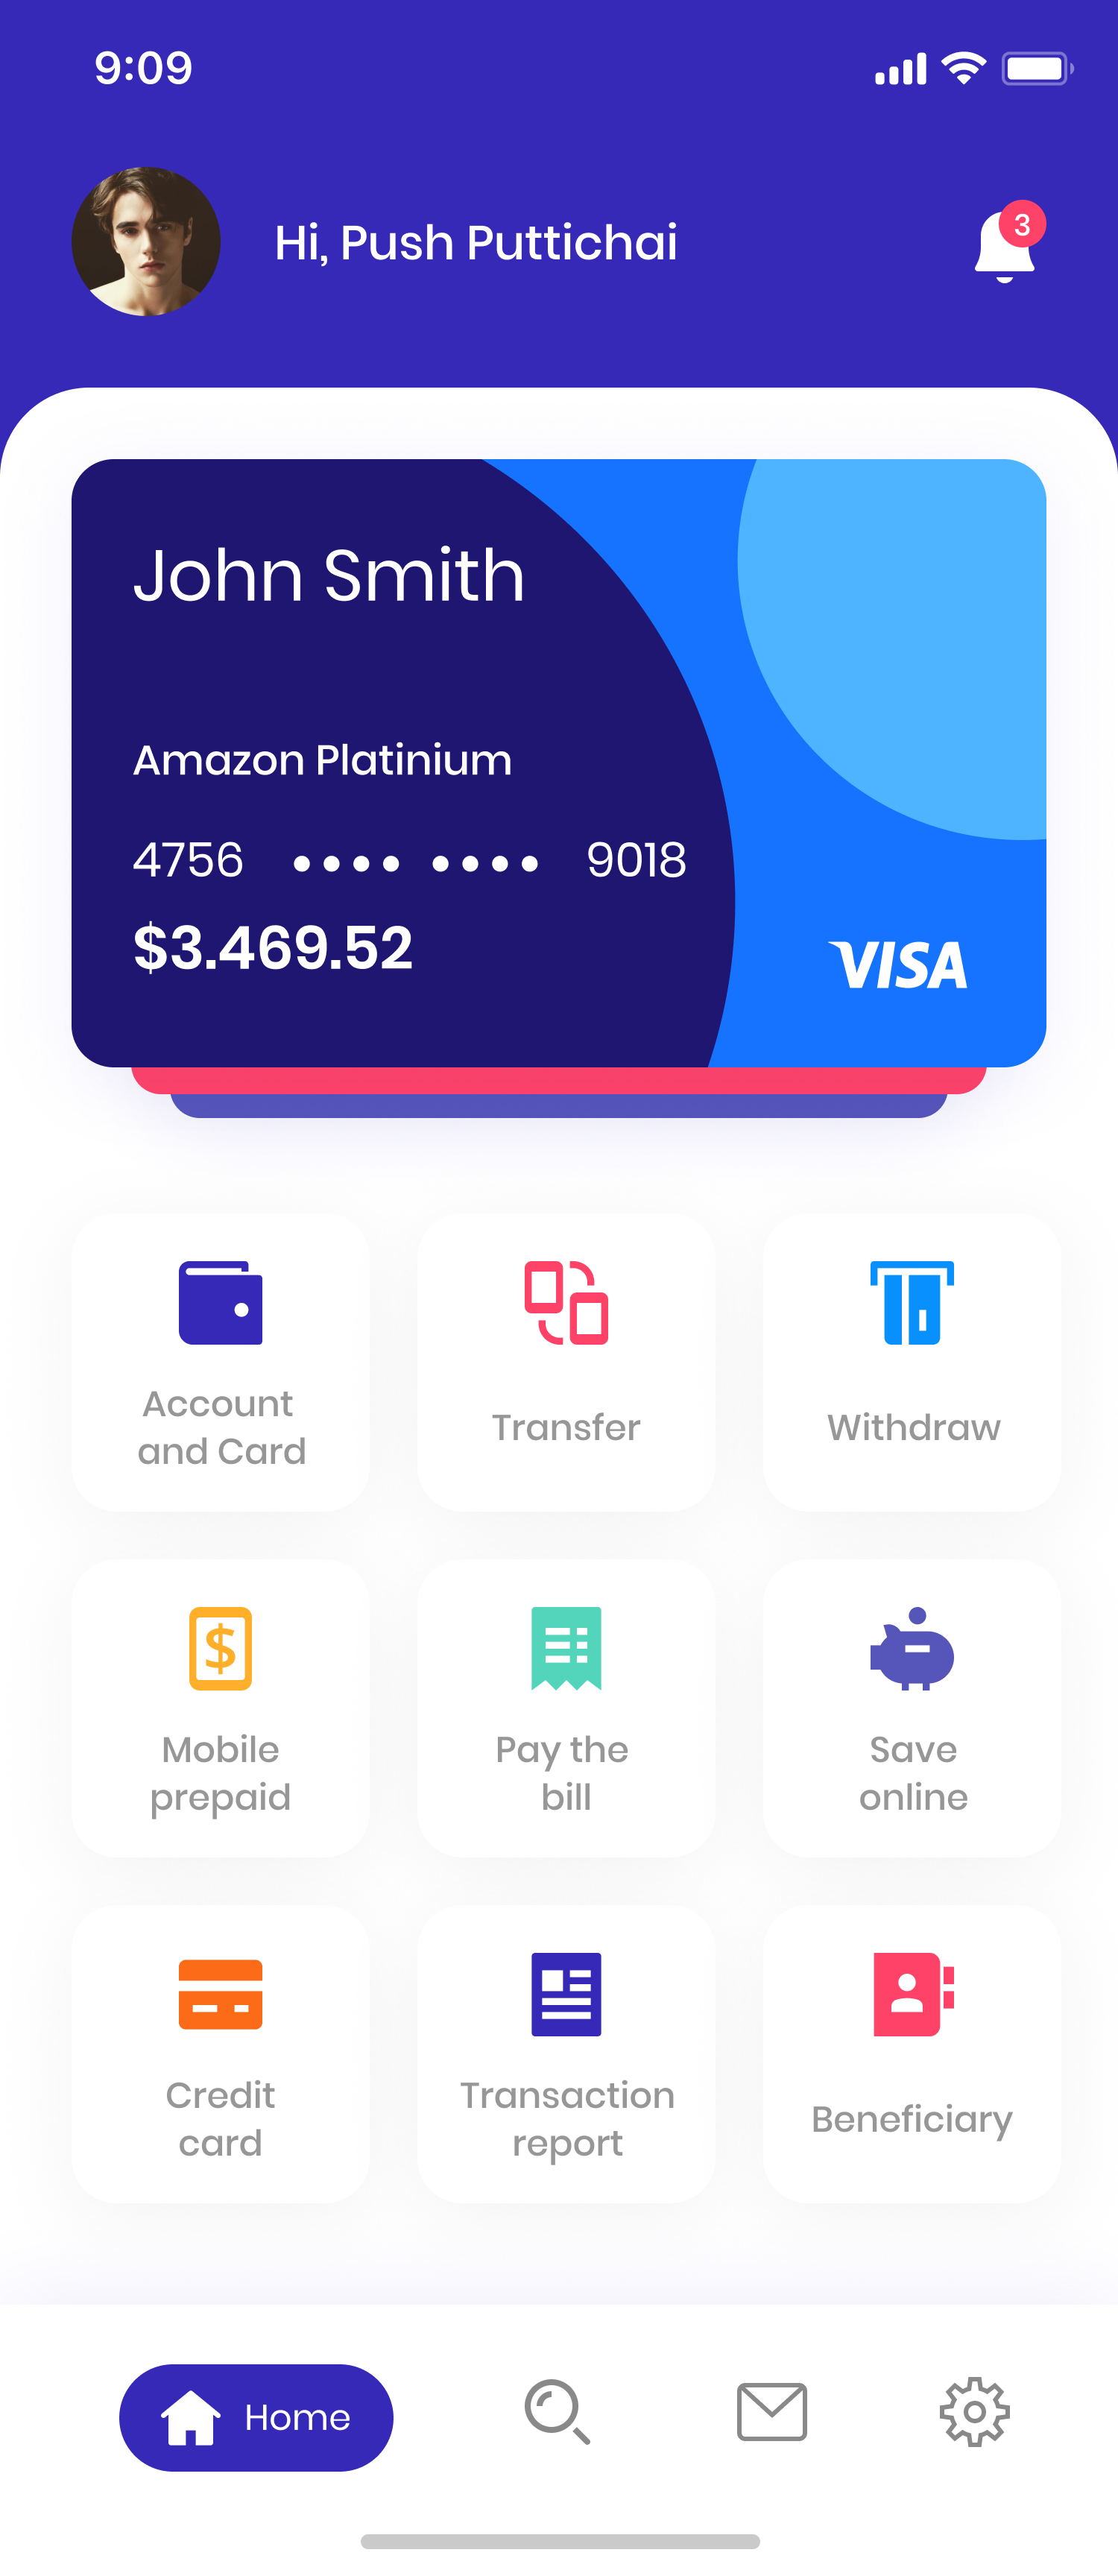 9:09
Hi, Push Puttichai
3
John Smith
Amazon Platinium
4756 •••• •••• 9018
$3.469.52
VISA
Account
and Card
Transfer
Withdraw
$
Mobile
prepaid
Pay the
bill
Save
online
Credit
card
Transaction
report
Beneficiary
Home